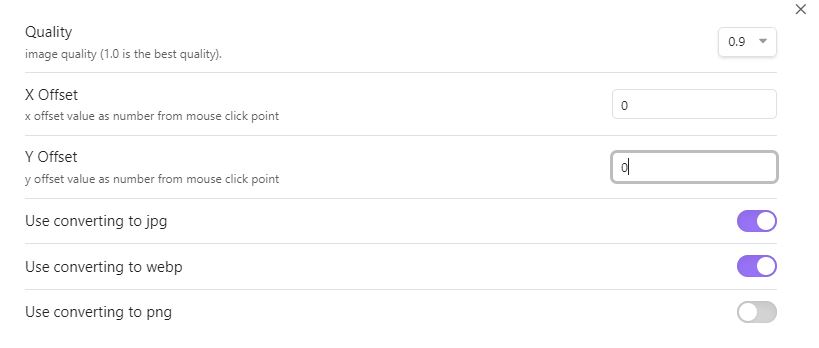 Quality
image quality (1.0 is the best quality).
0.9
X Offset
x offset value as number from mouse click point
0
Y Offset
y offset value as number from mouse click point
0
Use converting to jpg
Use converting to webp
Use converting to png